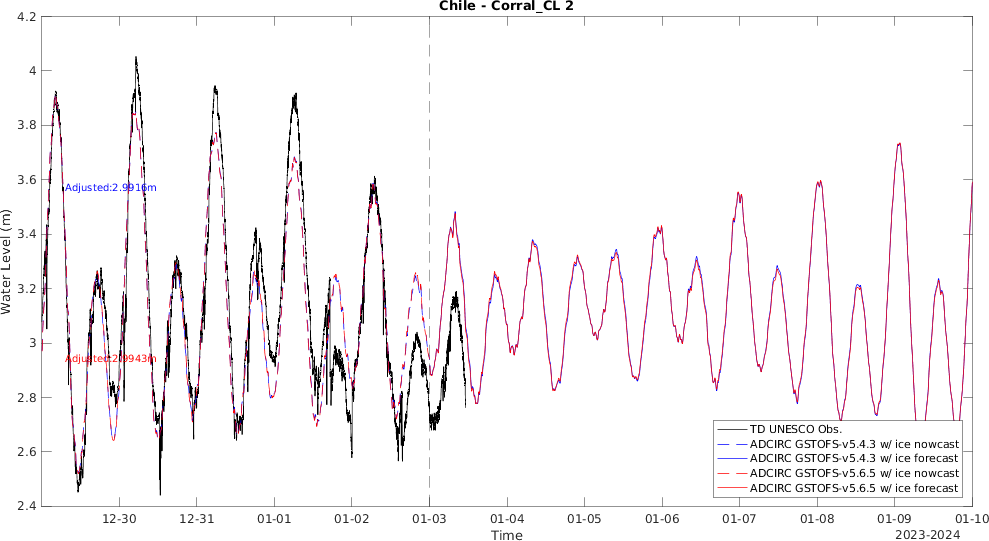 Chile - Corral_CL 2
Water Level (m)
4.2
4
3.8
3.6
3.4
3.2
3
2.8
2.6
2.4
Adjusted:2.9916m
Adjusted:2.9943m
TD UNESCO Obs.
ADCIRC GSTOFS-v5.4.3 w/ ice nowcast
ADCIRC GSTOFS-v5.4.3 w/ ice forecast
ADCIRC GSTOFS-v5.6.5 w/ ice nowcast
ADCIRC GSTOFS-v5.6.5 w/ ice forecast
12-30 12-31 01-01 01-02 01-03 01-04 01-05 01-06 01-07 01-08 01-09 01-10
Time
2023-2024